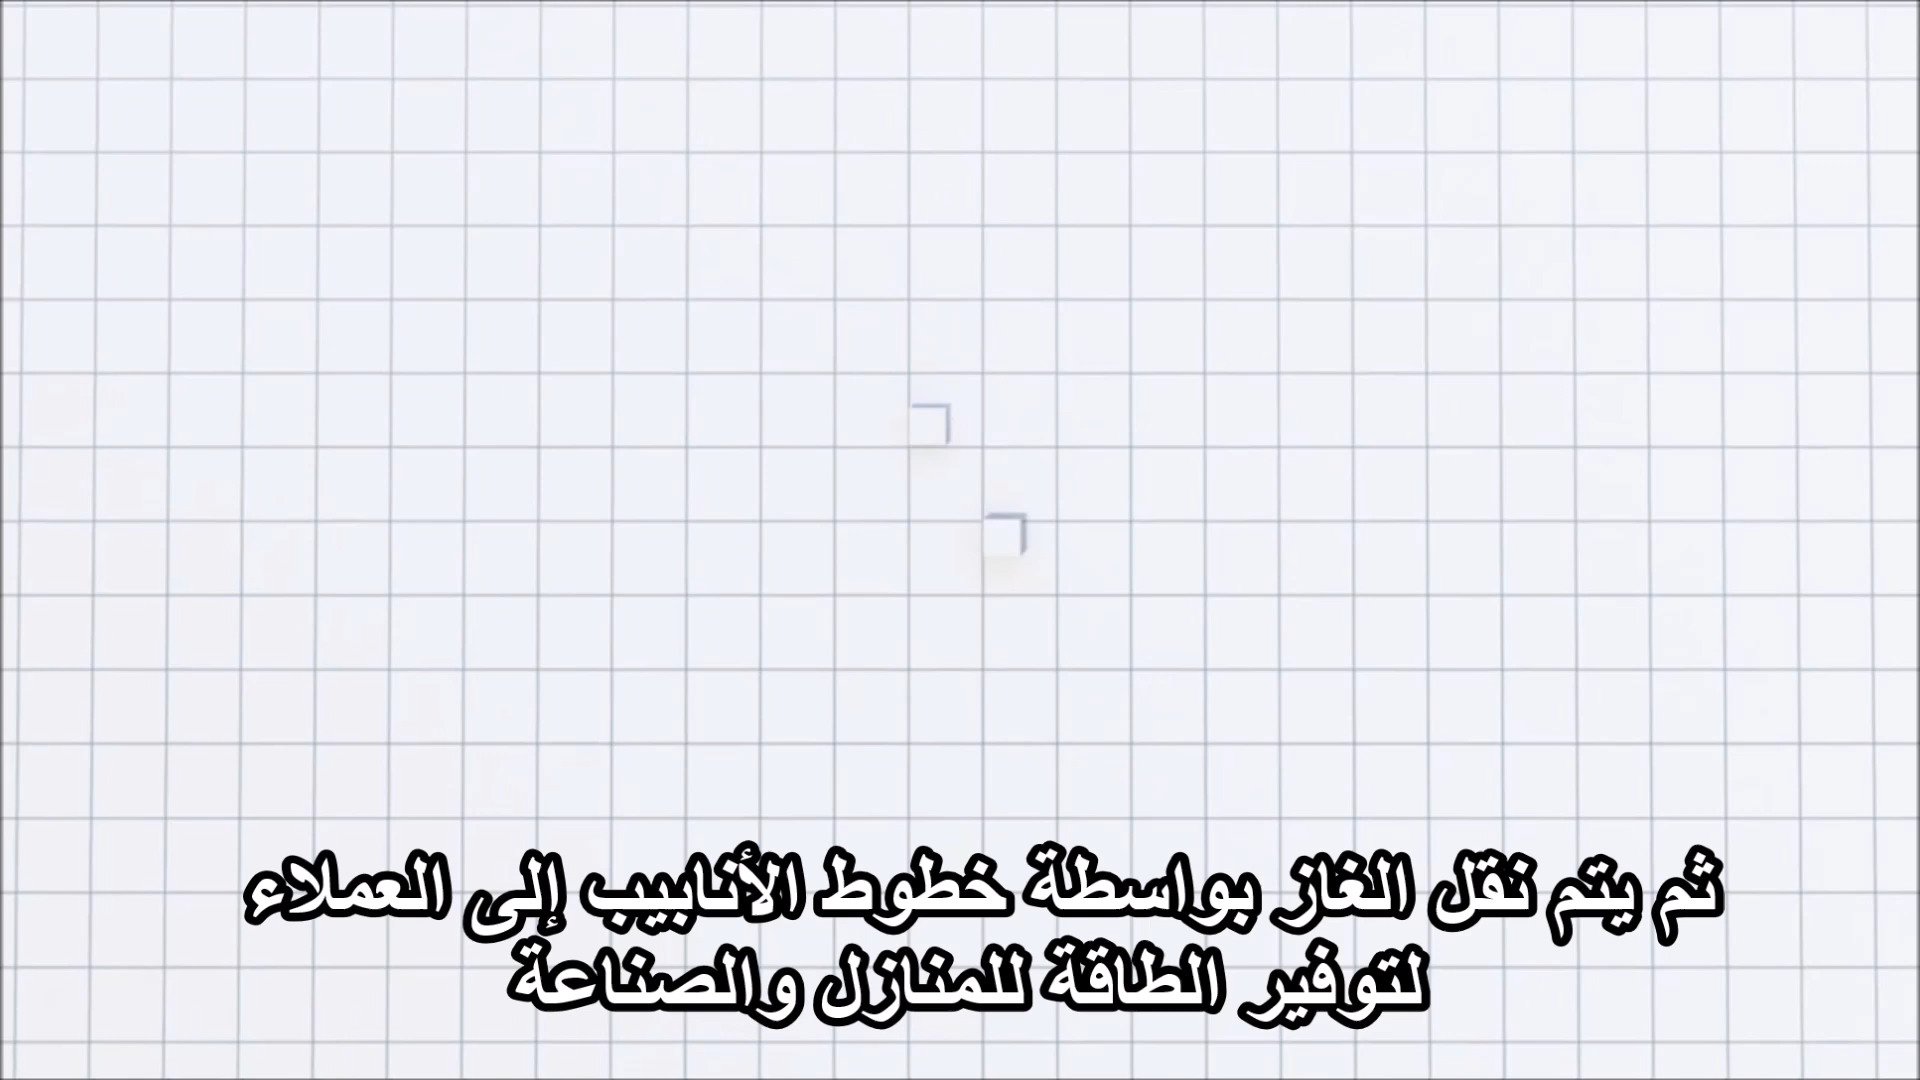 ثم يتم نقل الغاز بواسطة خطوط الأنابيب إلى العملاء
لتوفير الطاقة للمنازل والصناعة